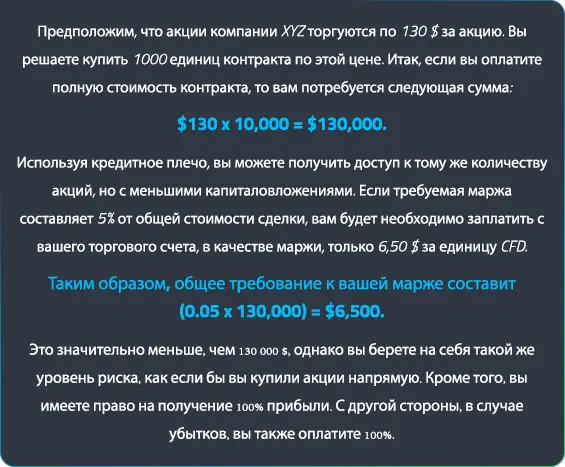 Предположим, что акции компании XYZ торгуются по 130 $ за акцию. Вы
решаете купить 1000 единиц контракта по этой цене. Итак, если вы оплатите
полную стоимость контракта, то вам потребуется следующая сумма:
$130 x 10,000 = $130,000.
Используя кредитное плечо, вы можете получить доступ к тому же количеству
акций, но с меньшими капиталовложениями. Если требуемая маржа
составляет 5% от общей стоимости сделки, вам будет необходимо заплатить с
вашего торгового счета, в качестве маржи, только 6,50 $ за единицу CFD.
Таким образом, общее требование к вашей марже составит
(0.05 x 130,000) = $6,500.
Это значительно меньше, чем 130 000 $, однако вы берете на себя такой же
уровень риска, как если бы вы купили акции напрямую. Кроме того, вы
имеете право на получение 100% прибыли. С другой стороны, в случае
убытков, вы также оплатите 100%.